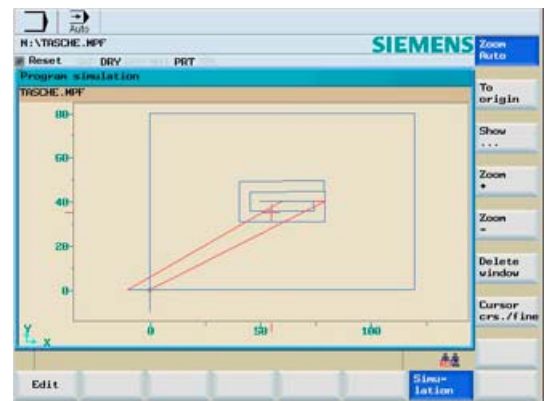 Auto
N:\TASCHE.MPF
SIEMENS
Zoom
Auto
Reset DRY PRT
Program simulation
TASCHE.MPF
To
origin
Show
...
Zoom
+
Zoom
-
Delete
window
Cursor
crs./fine
80
60
40
20
0
Y
X
0 50 100
Edit
Simu-
lation